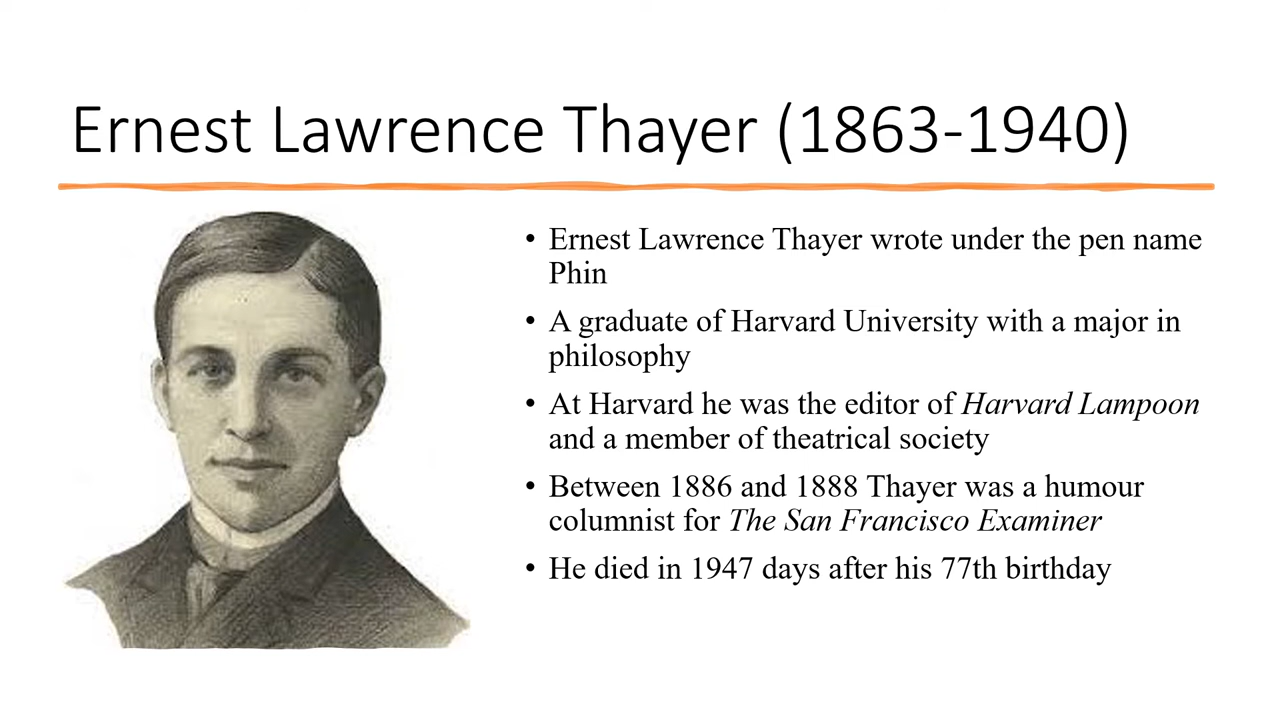 Ernest Lawrence Thayer (1863-1940)
• Ernest Lawrence Thayer wrote under the pen name
Phin
• A graduate of Harvard University with a major in
philosophy
• At Harvard he was the editor of Harvard Lampoon
and a member of theatrical society
• Between 1886 and 1888 Thayer was a humour
columnist for The San Francisco Examiner
• He died in 1947 days after his 77th birthday